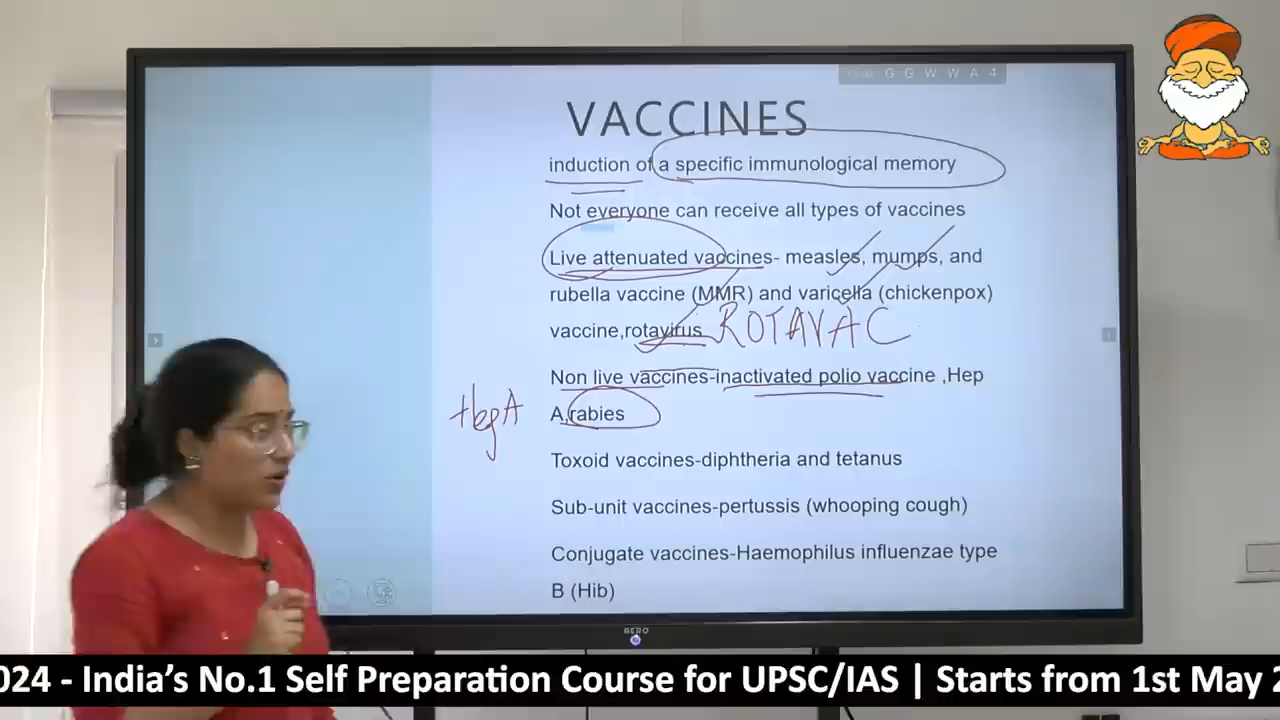 G G W W A 4
VACCINES
induction of a specific immunological memory
Not everyone can receive all types of vaccines
Live attenuated vaccines- measles, mumps, and
rubella vaccine (MMR) and varicella (chickenpox)
vaccine,rotavirus ROTAVAC
Non live vaccines-inactivated polio vaccine ,Hep
A,rabies
Toxoid vaccines-diphtheria and tetanus
Sub-unit vaccines-pertussis (whooping cough)
Conjugate vaccines-Haemophilus influenzae type
B (Hib)
2024 - India's No.1 Self Preparation Course for UPSC/IAS | Starts from 1st May 2